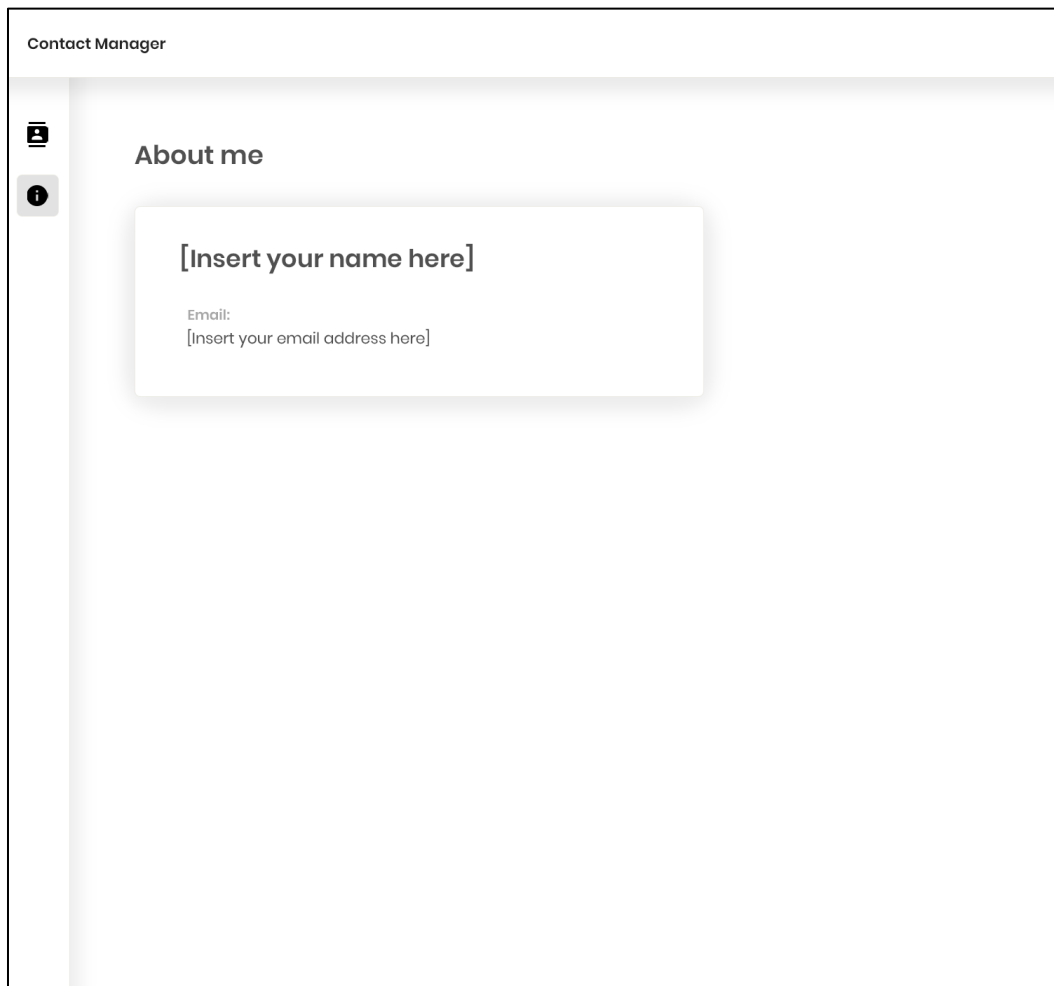 Contact Manager
About me
[Insert your name here]
Email:
[Insert your email address here]